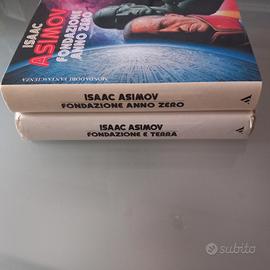 ISAAC
ASIMOV
FONDAZIONE
ANNO ZERO
MONDADORI FANTASCIENZA
ISAAC ASIMOV
FONDAZIONE ANNO ZERO
ISAAC ASIMOV
FONDAZIONE E TERRA
subito